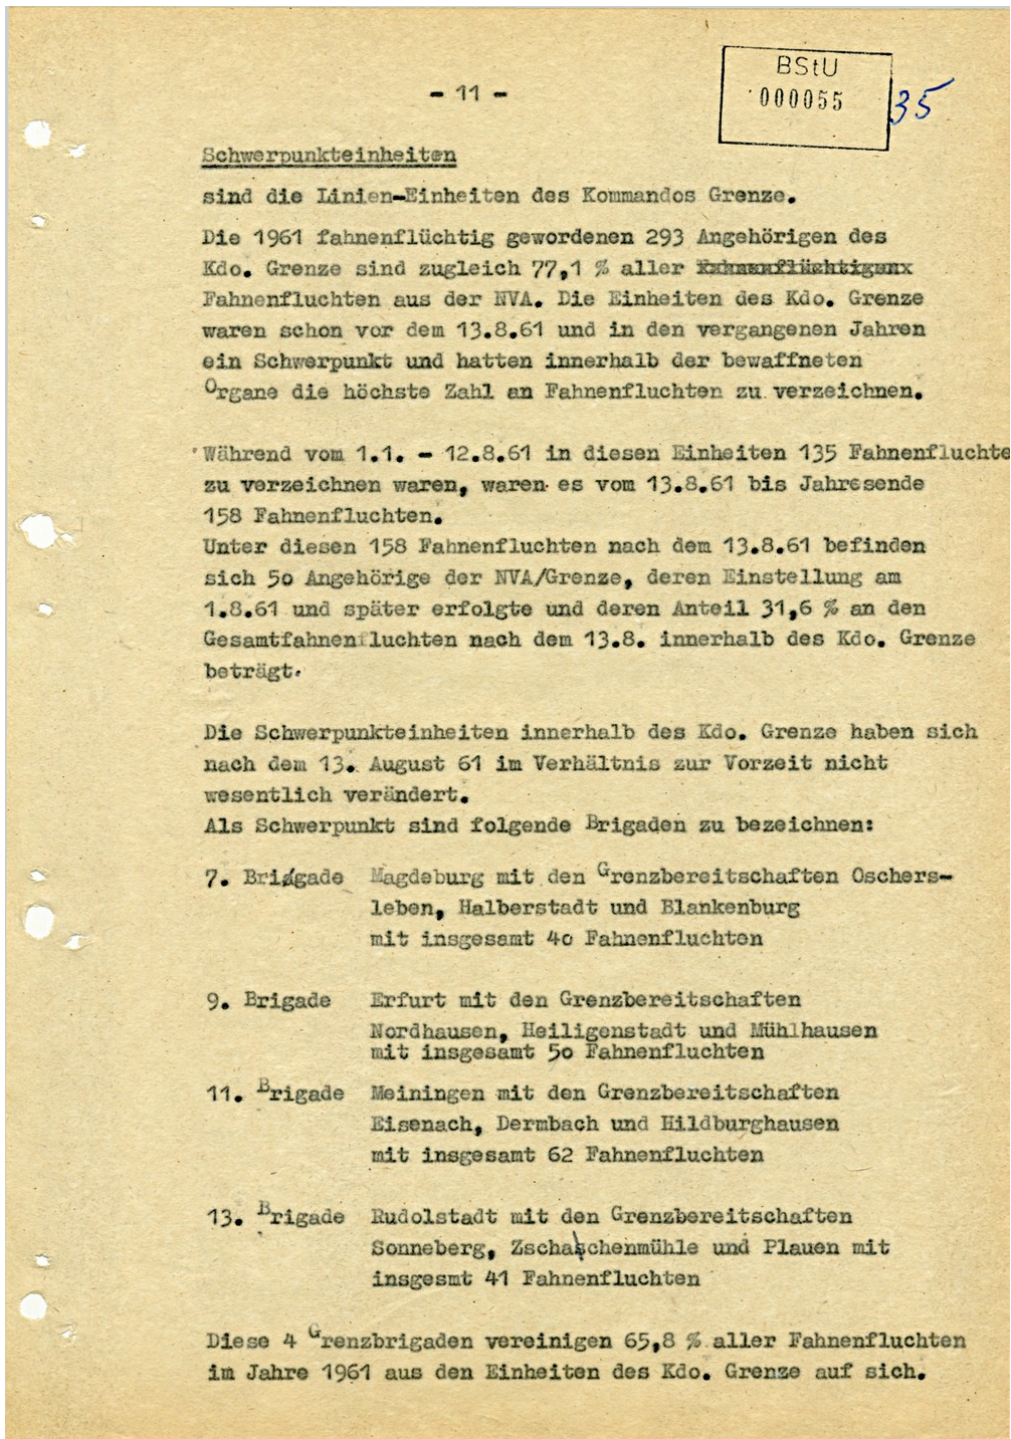 BStU
- 11 -
000055
35
Schwerpunkteinheiten
sind die Linien-Einheiten des Kommandos Grenze.
Die 1961 fahnenflüchtig gewordenen 293 Angehörigen des
Kdo. Grenze sind zugleich 77,1 % aller
Fahnenfluchten aus der NVA. Die Einheiten des Kdo. Grenze
waren schon vor dem 13.8.61 und in den vergangenen Jahren
ein Schwerpunkt und hatten innerhalb der bewaffneten
Organe die höchste Zahl an Fahnenfluchten zu verzeichnen.
Während vom 1.1. - 12.8.61 in diesen Einheiten 135 Fahnenfluchte
zu verzeichnen waren, waren es vom 13.8.61 bis Jahresende
158 Fahnenfluchten.
Unter diesen 158 Fahnenfluchten nach dem 13.8.61 befinden
sich 50 Angehörige der NVA/Grenze, deren Einstellung am
1.8.61 und später erfolgte und deren Anteil 31,6 % an den
Gesamtfahnenfluchten nach dem 13.8. innerhalb des Kdo. Grenze
beträgt.
Die Schwerpunkteinheiten innerhalb des Kdo. Grenze haben sich
nach dem 13. August 61 im Verhältnis zur Vorzeit nicht
wesentlich verändert.
Als Schwerpunkt sind folgende Brigaden zu bezeichnen:
7. Brigade Magdeburg mit den Grenzbereitschaften Oschers-
leben, Halberstadt und Blankenburg
mit insgesamt 40 Fahnenfluchten
9. Brigade Erfurt mit den Grenzbereitschaften
Nordhausen, Heiligenstadt und Mühlhausen
mit insgesamt 50 Fahnenfluchten
11. Brigade Meiningen mit den Grenzbereitschaften
Eisenach, Dermbach und Hildburghausen
mit insgesamt 62 Fahnenfluchten
13. Brigade Rudolstadt mit den Grenzbereitschaften
Sonneberg, Zschachenmühle und Plauen mit
insgesmt 41 Fahnenfluchten
Diese 4 Grenzbrigaden vereinigen 65,8 % aller Fahnenfluchten
im Jahre 1961 aus den Einheiten des Kdo. Grenze auf sich.